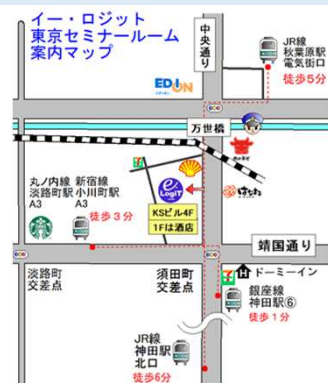 イー・ロジット
東京セミナールーム
案内マップ
中央通り
JR線
秋葉原駅
電気街口
徒歩5分
EDION
万世橋
丸ノ内線
淡路町駅
A3
新宿線
小川町駅
A3
徒歩3分
e-LogiT
KSビル4F
1Fは酒店
靖国通り
淡路町
交差点
須田町
交差点
ドーミーイン
銀座線
神田駅⑥
徒歩1分
JR線
神田駅
北口
徒歩6分